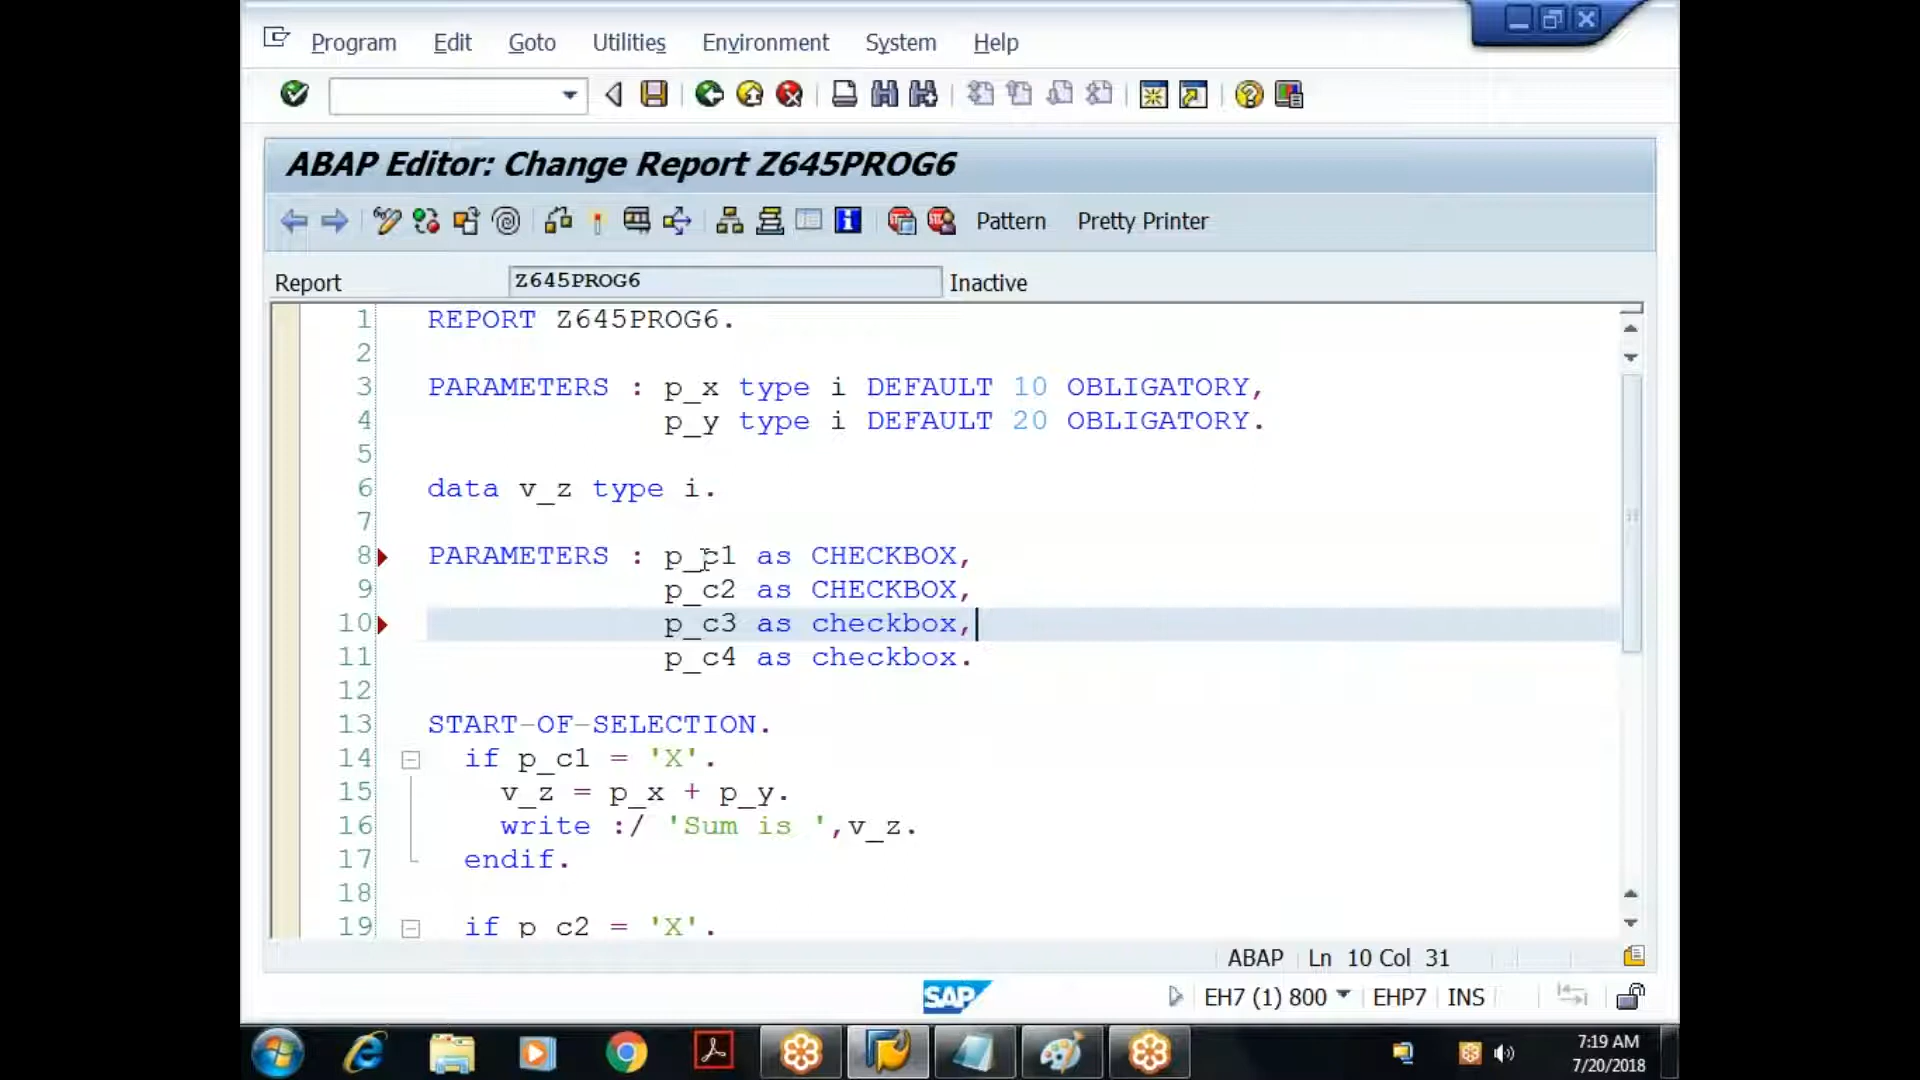 Program Edit Goto Utilities Environment System Help
ABAP Editor: Change Report Z645PROG6
Pattern Pretty Printer
Report Z645PROG6 Inactive
1 REPORT Z645PROG6.
2
3 PARAMETERS : p_x type i DEFAULT 10 OBLIGATORY,
4 p_y type i DEFAULT 20 OBLIGATORY.
5
6 data v_z type i.
7
8 PARAMETERS : p_c1 as CHECKBOX,
9 p_c2 as CHECKBOX,
10 p_c3 as checkbox,
11 p_c4 as checkbox.
12
13 START-OF-SELECTION.
14 if p_c1 = 'X'.
15 v_z = p_x + p_y.
16 write :/ 'Sum is ',v_z.
17 endif.
18
19 if p_c2 = 'X'.
ABAP Ln 10 Col 31
SAP EH7 (1) 800 EHP7 INS
7:19 AM
7/20/2018